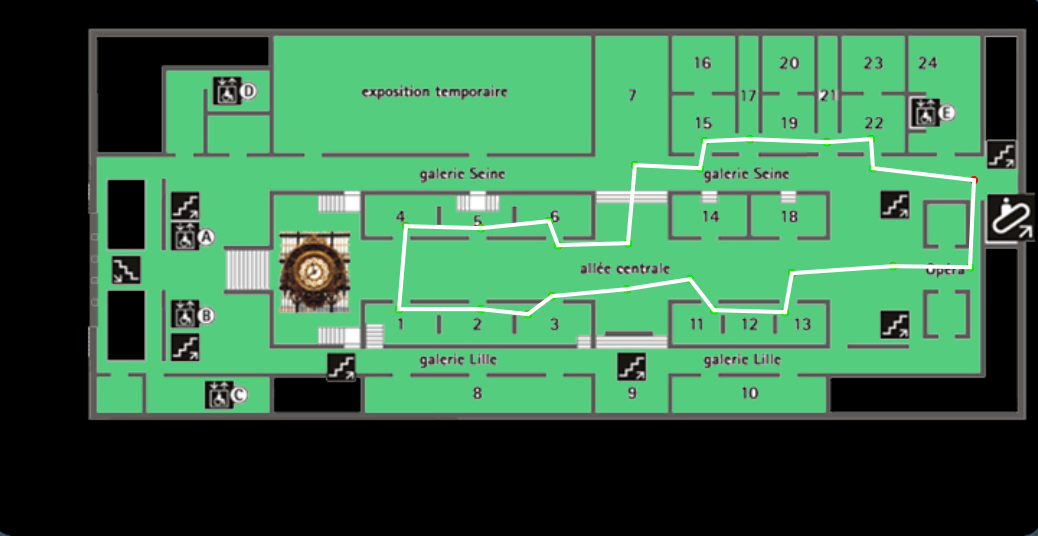 16
20
23
24
D
exposition temporaire
7
17
21
E
15
19
22
galerie Seine
galerie Seine
4
5
6
14
18
A
allée centrale
Opéra
B
1
2
3
11
12
13
galerie Lille
galerie Lille
C
8
9
10